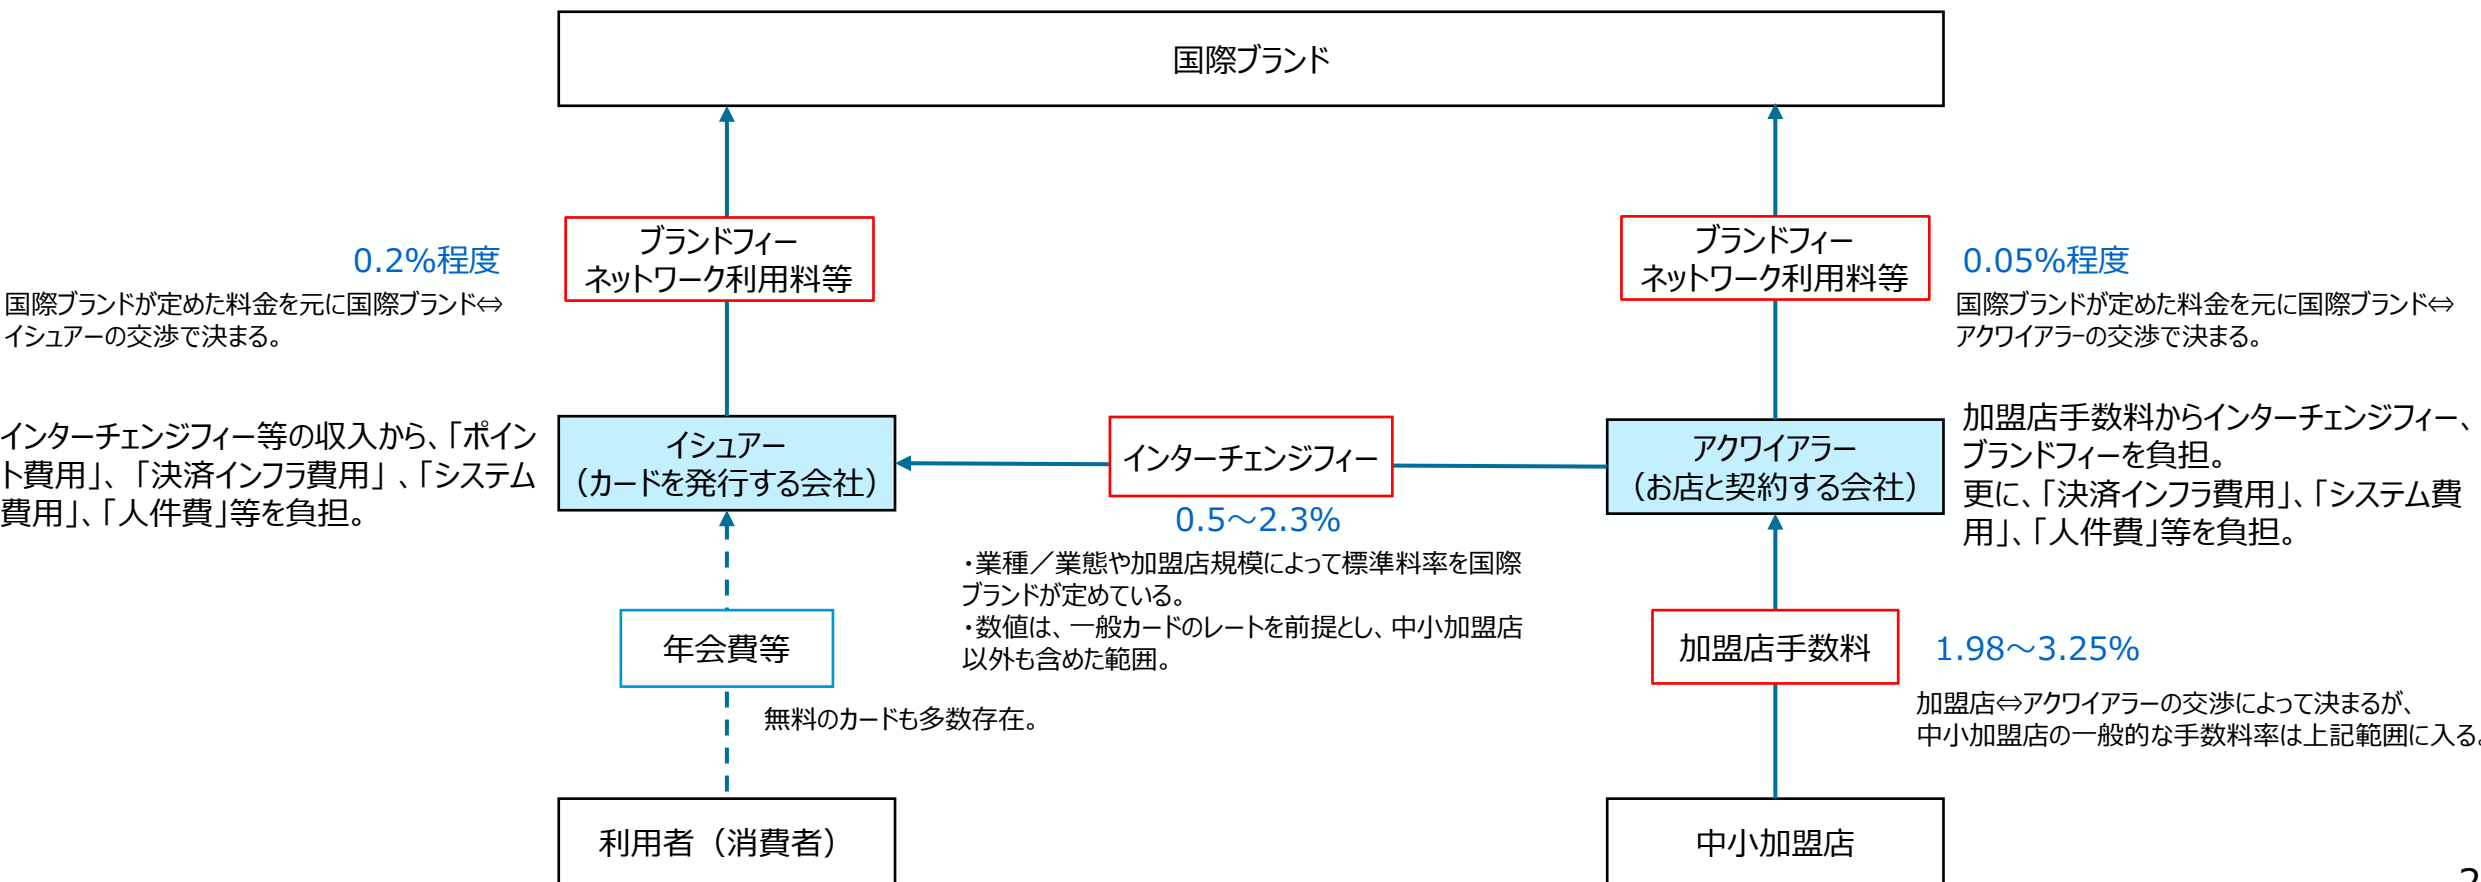 国際ブランド
ブランドフィー
ネットワーク利用料等
0.2%程度
国際ブランドが定めた料金を元に国際ブランド⇔
イシュアーの交渉で決まる。
ブランドフィー
ネットワーク利用料等
0.05%程度
国際ブランドが定めた料金を元に国際ブランド⇔
アクワイアラーの交渉で決まる。
インターチェンジフィー等の収入から、「ポイン
ト費用」、「決済インフラ費用」、「システム
費用」、「人件費」等を負担。
イシュアー
（カードを発行する会社）
インターチェンジフィー
0.5～2.3%
・業種／業態や加盟店規模によって標準料率を国際
ブランドが定めている。
・数値は、一般カードのレートを前提とし、中小加盟店
以外も含めた範囲。
アクワイアラー
（お店と契約する会社）
加盟店手数料からインターチェンジフィー、
ブランドフィーを負担。
更に、「決済インフラ費用」、「システム費
用」、「人件費」等を負担。
年会費等
無料のカードも多数存在。
加盟店手数料
1.98～3.25%
加盟店⇔アクワイアラーの交渉によって決まるが、
中小加盟店の一般的な手数料率は上記範囲に入る。
利用者（消費者）
中小加盟店